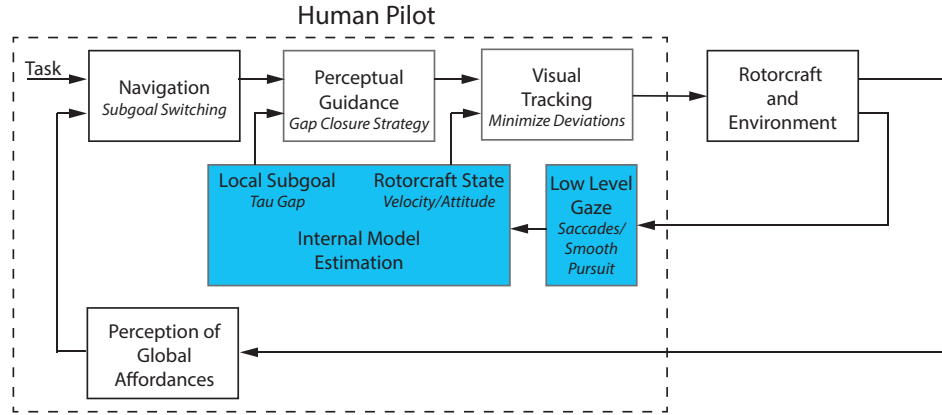 Human Pilot
Task
Navigation
Subgoal Switching
Perceptual
Guidance
Gap Closure Strategy
Visual
Tracking
Minimize Deviations
Rotorcraft
and
Environment
Local Subgoal
Tau Gap
Rotorcraft State
Velocity/Attitude
Internal Model
Estimation
Low Level
Gaze
Saccades/
Smooth
Pursuit
Perception of
Global
Affordances